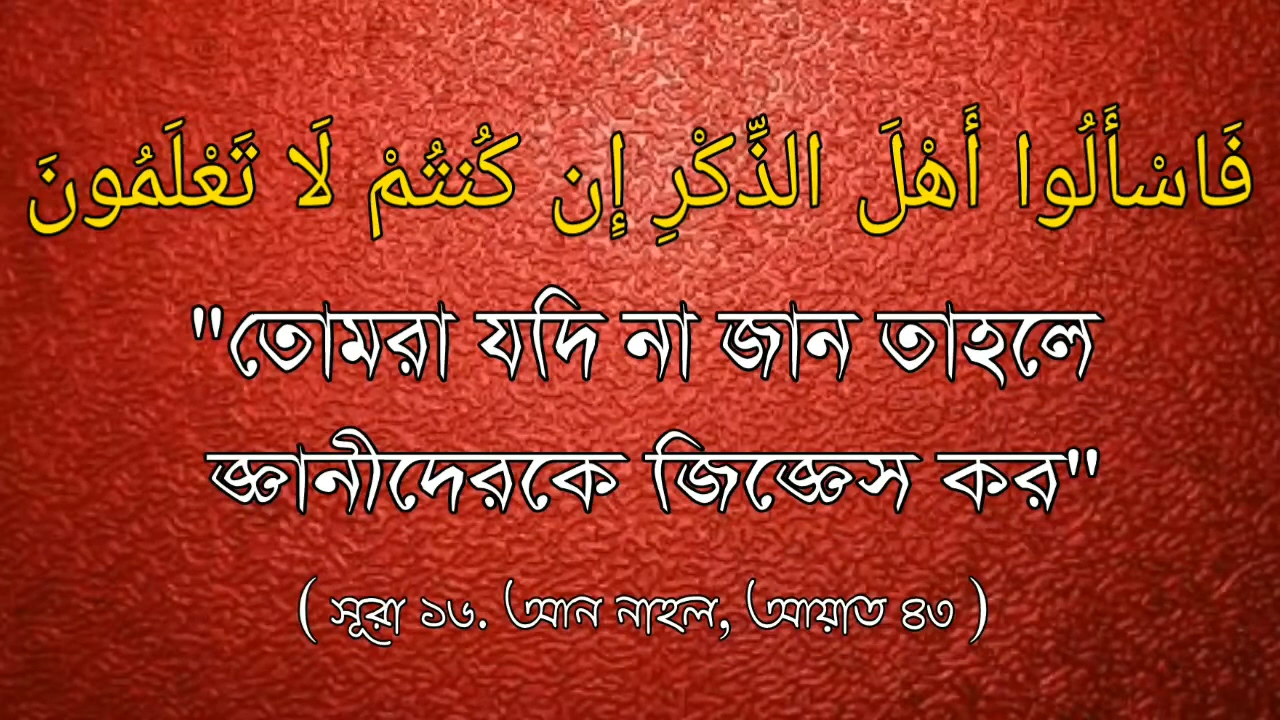 فَاسْأَلُوا أَهْلَ الذِّكْرِ إِن كُنتُمْ لَا تَعْلَمُونَ
"তোমরা যদি না জান তাহলে
জ্ঞানীদেরকে জিজ্ঞেস কর"
( সূরা ১৬. আন নাহল, আয়াত ৪৩ )